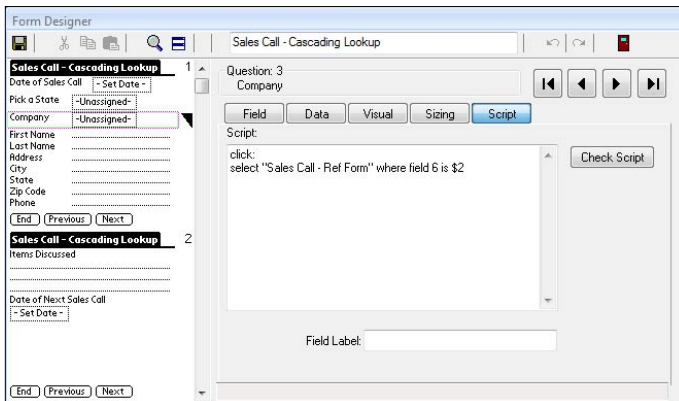 Form Designer
Sales Call - Cascading Lookup
Sales Call - Cascading Lookup 1
Date of Sales Call - Set Date -
Pick a State -Unassigned-
Company -Unassigned-
First Name
Last Name
Address
City
State
Zip Code
Phone
End Previous Next
Sales Call - Cascading Lookup 2
Items Discussed
Date of Next Sales Call
- Set Date -
End Previous Next
Question: 3
Company
Field Data Visual Sizing Script
Script:
click:
select "Sales Call - Ref Form" where field 6 is $2
Check Script
Field Label: